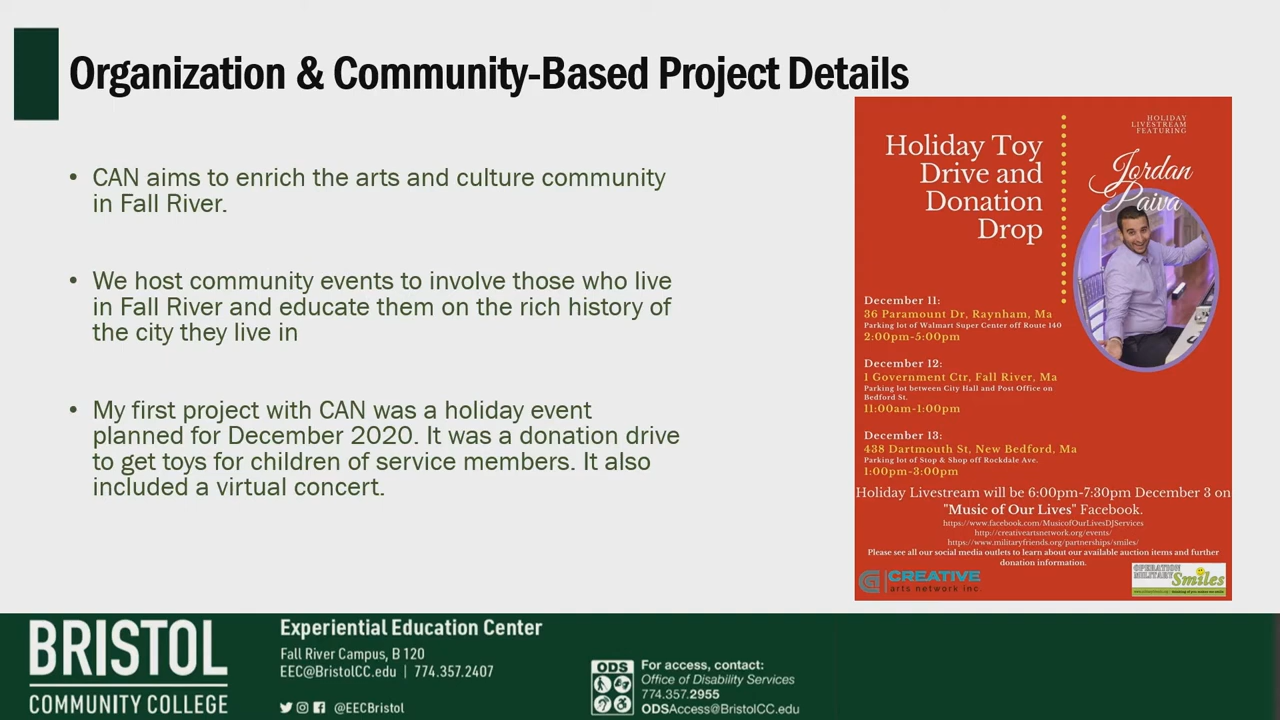 Organization & Community-Based Project Details
• CAN aims to enrich the arts and culture community
in Fall River.
• We host community events to involve those who live
in Fall River and educate them on the rich history of
the city they live in
• My first project with CAN was a holiday event
planned for December 2020. It was a donation drive
to get toys for children of service members. It also
included a virtual concert.
Holiday Toy
Drive and
Donation
Drop
HOLIDAY
LIVESTREAM
FEATURING
Jordan
Paiva
December 11:
36 Paramount Dr, Raynham, Ma
Parking lot of Walmart Super Center off Route 140
2:00pm-5:00pm
December 12:
1 Government Ctr, Fall River, Ma
Parking lot between City Hall and Post Office on
Bedford St.
11:00am-1:00pm
December 13:
438 Dartmouth St, New Bedford, Ma
Parking lot of Stop & Shop off Rockdale Ave.
1:00pm-3:00pm
Holiday Livestream will be 6:00pm-7:30pm December 3 on
"Music of Our Lives" Facebook.
https://www.facebook.com/MusicofOurLivesDJServices
http://creativeartsnetwork.org/events/
https://www.militaryfriends.org/partnerships/smiles/
Please see all our social media outlets to learn about our available auction items and further
donation information.
CREATIVE
arts network inc
OPERATION
MILITARY
Smiles
BRISTOL
COMMUNITY COLLEGE
Experiential Education Center
Fall River Campus, B 120
EEC@BristolCC.edu | 774.357.2407
@EECBristol
ODS
For access, contact:
Office of Disability Services
774.357.2955
ODSAccess@BristolCC.edu